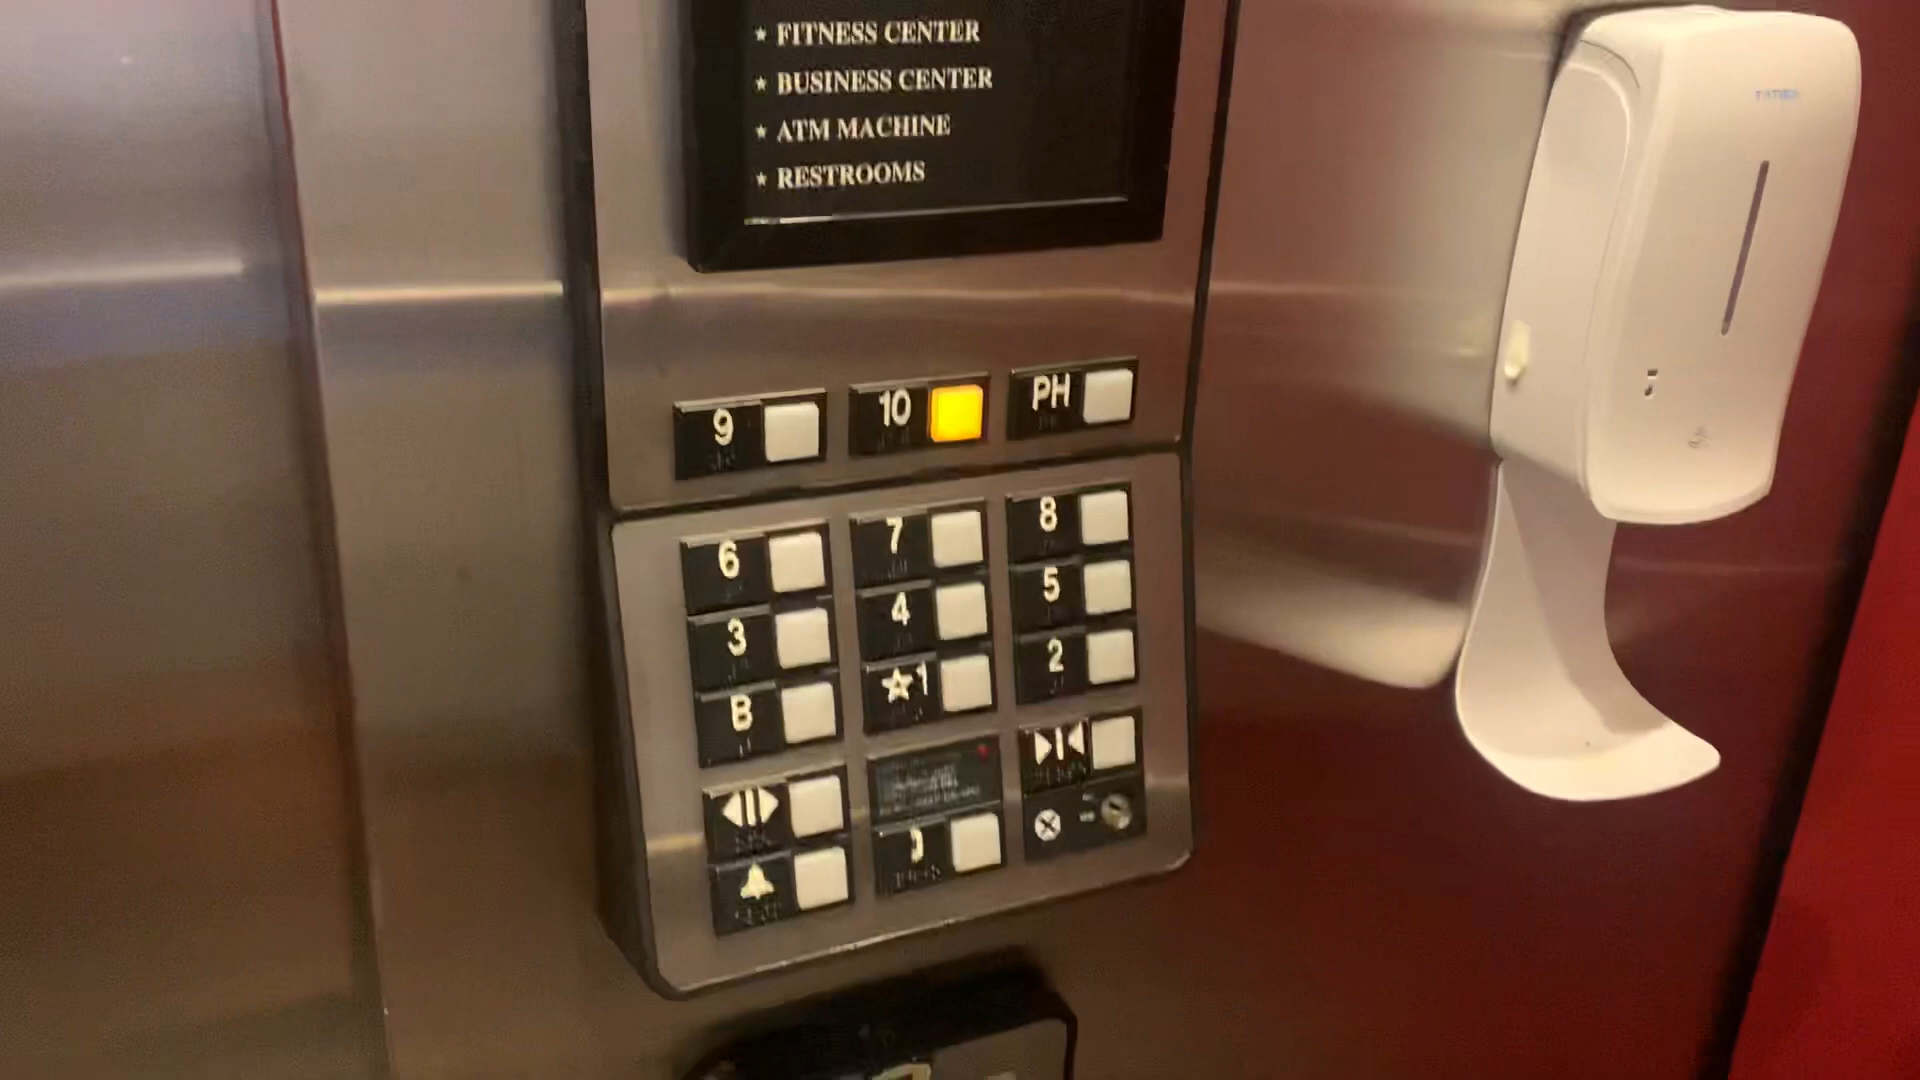 ★ FITNESS CENTER
★ BUSINESS CENTER
★ ATM MACHINE
★ RESTROOMS
9 10 PH
6 7 8
3 4 5
B ☆1 2